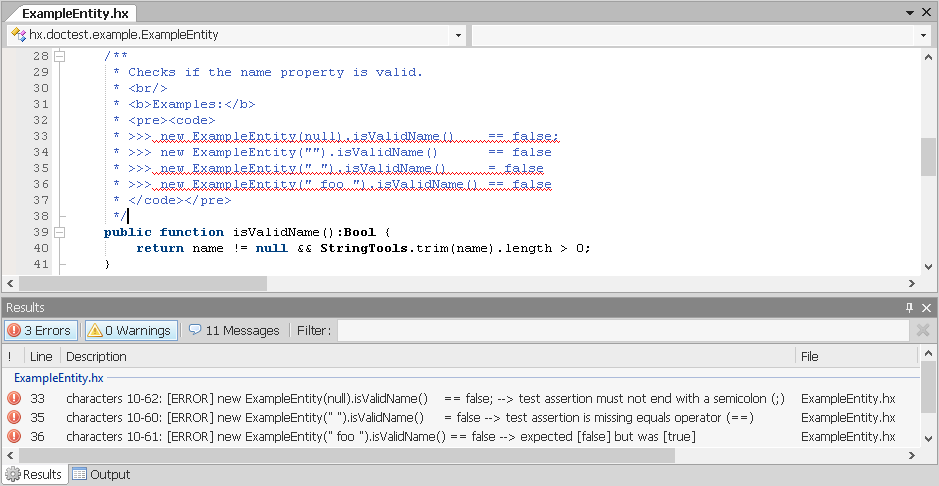 ExampleEntity.hx
hx.doctest.example.ExampleEntity
28 /**
29 * Checks if the name property is valid.
30 * <br/>
31 * <b>Examples:</b>
32 * <pre><code>
33 * >>> new ExampleEntity(null).isValidName()    == false;
34 * >>> new ExampleEntity("").isValidName()      == false
35 * >>> new ExampleEntity(" ").isValidName()     = false
36 * >>> new ExampleEntity(" foo ").isValidName() == false
37 * </code></pre>
38 */
39 public function isValidName():Bool {
40 return name != null && StringTools.trim(name).length > 0;
41 }
Results
3 Errors 0 Warnings 11 Messages Filter:
! Line Description File
ExampleEntity.hx
33 characters 10-62: [ERROR] new ExampleEntity(null).isValidName()    == false; --> test assertion must not end with a semicolon (;) ExampleEntity.hx
35 characters 10-60: [ERROR] new ExampleEntity(" ").isValidName()     = false --> test assertion is missing equals operator (==) ExampleEntity.hx
36 characters 10-61: [ERROR] new ExampleEntity(" foo ").isValidName() == false --> expected [false] but was [true] ExampleEntity.hx
Results Output